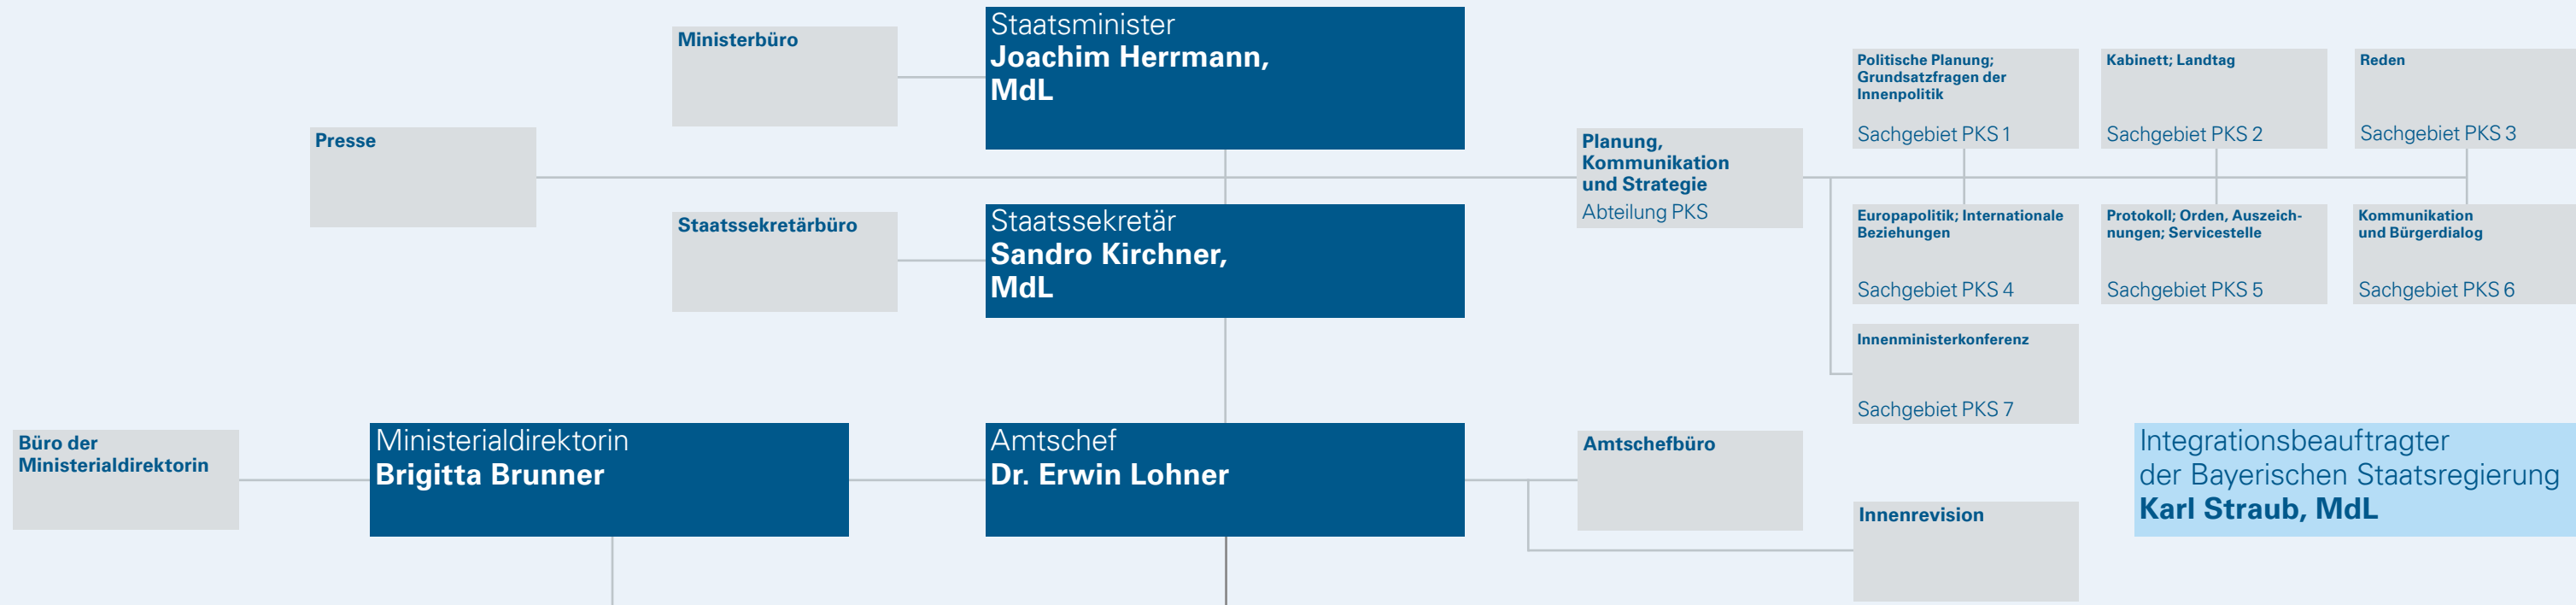 Staatsminister
Joachim Herrmann,
MdL
Ministerbüro
Presse
Staatssekretär
Sandro Kirchner,
MdL
Staatssekretärbüro
Planung,
Kommunikation
und Strategie
Abteilung PKS
Politische Planung;
Grundsatzfragen der
Innenpolitik
Sachgebiet PKS 1
Kabinett; Landtag
Sachgebiet PKS 2
Reden
Sachgebiet PKS 3
Europapolitik; Internationale
Beziehungen
Sachgebiet PKS 4
Protokoll; Orden, Auszeich-
nungen; Servicestelle
Sachgebiet PKS 5
Kommunikation
und Bürgerdialog
Sachgebiet PKS 6
Innenministerkonferenz
Sachgebiet PKS 7
Büro der
Ministerialdirektorin
Ministerialdirektorin
Brigitta Brunner
Amtschef
Dr. Erwin Lohner
Amtschefbüro
Innenrevision
Integrationsbeauftragter
der Bayerischen Staatsregierung
Karl Straub, MdL